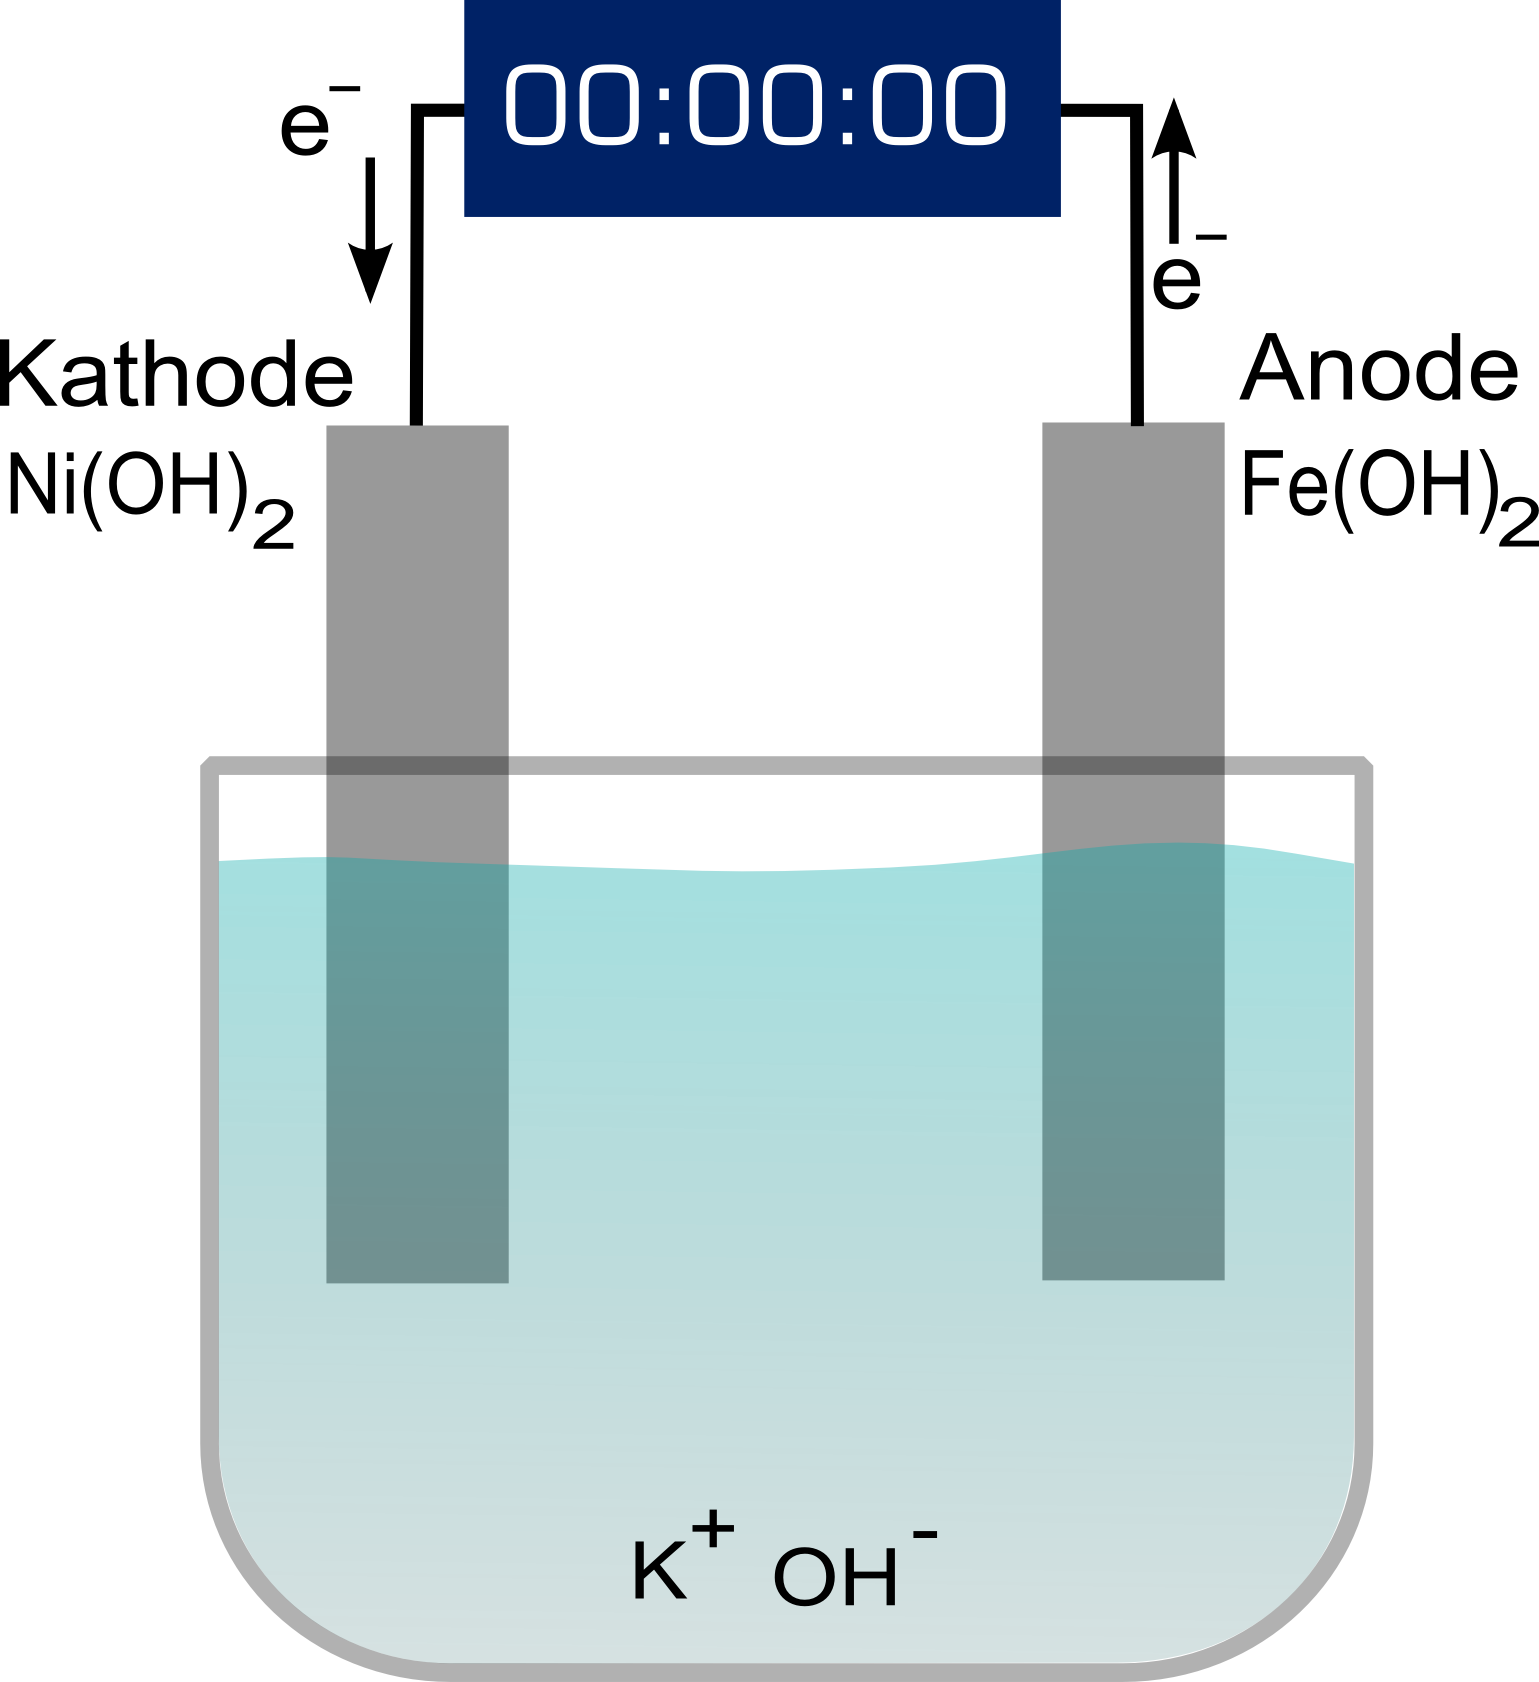 00:00:00
e⁻
e⁻
Kathode
Ni(OH)₂
Anode
Fe(OH)₂
K⁺ OH⁻